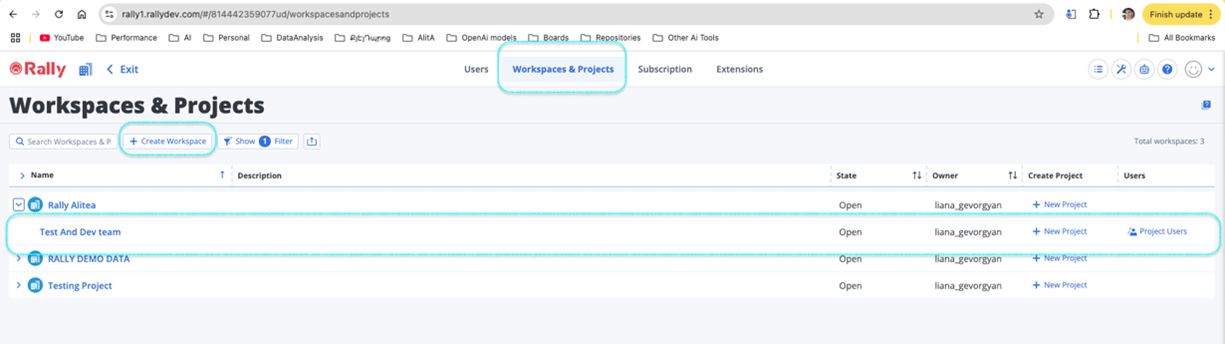 rally1.rallydev.com/#/814442359077ud/workspacesandprojects Finish update
YouTube Performance AI Personal DataAnalysis AlitA OpenAi models Boards Repositories Other Ai Tools All Bookmarks
Rally Exit Users Workspaces & Projects Subscription Extensions
Workspaces & Projects
Search Workspaces & P + Create Workspace Show 1 Filter Total workspaces: 3
Name Description State Owner Create Project Users
Rally Alitea Open liana_gevorgyan + New Project
Test And Dev team Open liana_gevorgyan + New Project Project Users
RALLY DEMO DATA Open liana_gevorgyan + New Project
Testing Project Open liana_gevorgyan + New Project